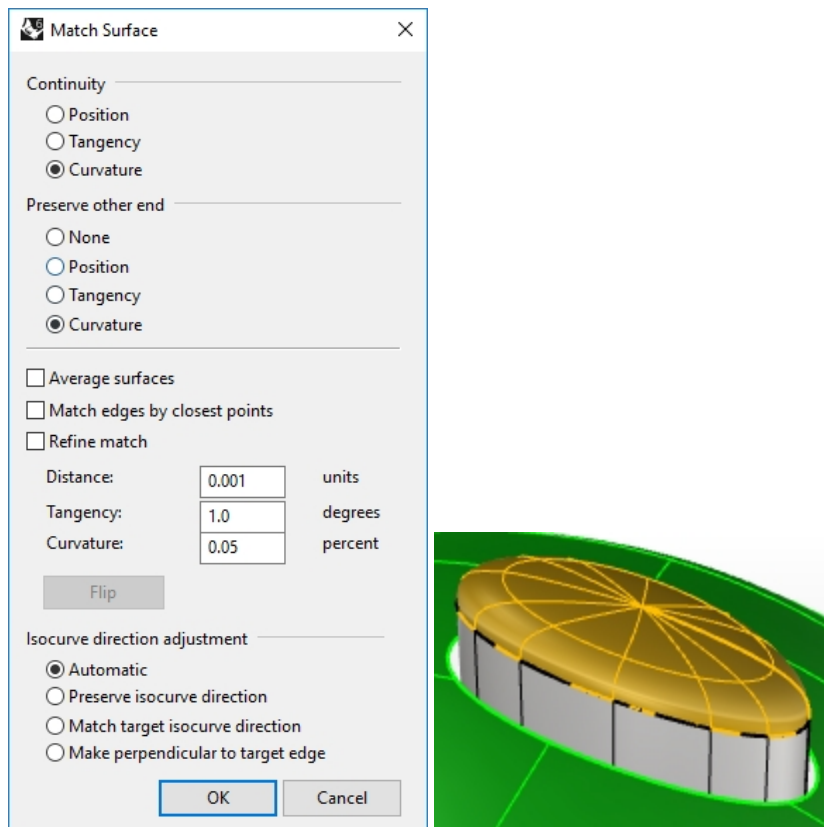 Match Surface
Continuity
Position
Tangency
Curvature
Preserve other end
None
Position
Tangency
Curvature
Average surfaces
Match edges by closest points
Refine match
Distance: 0.001 units
Tangency: 1.0 degrees
Curvature: 0.05 percent
Flip
Isocurve direction adjustment
Automatic
Preserve isocurve direction
Match target isocurve direction
Make perpendicular to target edge
OK Cancel